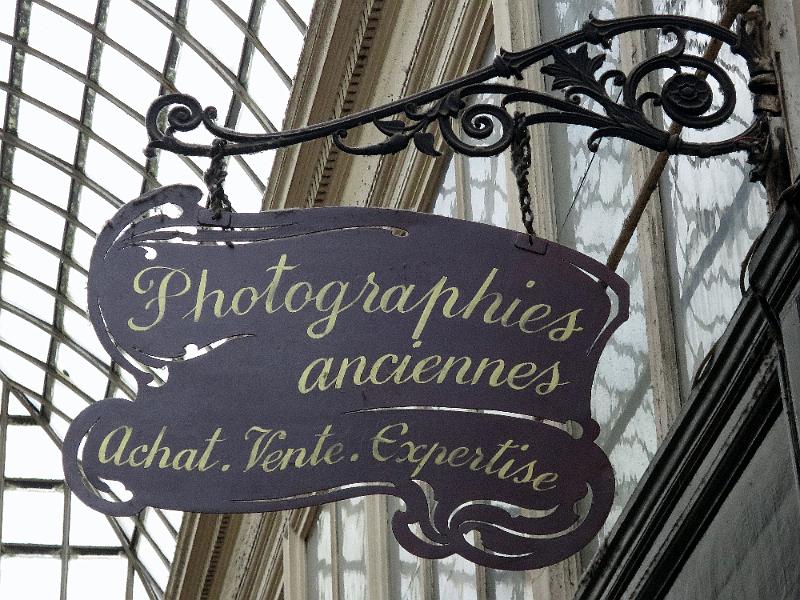 Photographies
anciennes
Achat. Vente. Expertise